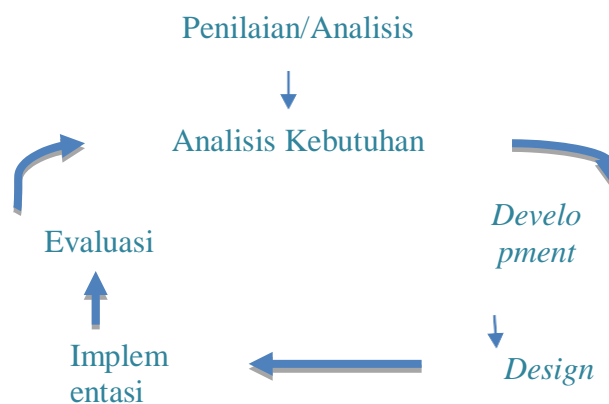 Penilaian/Analisis
Analisis Kebutuhan
Develo
pment
Evaluasi
Implem
entasi
Design